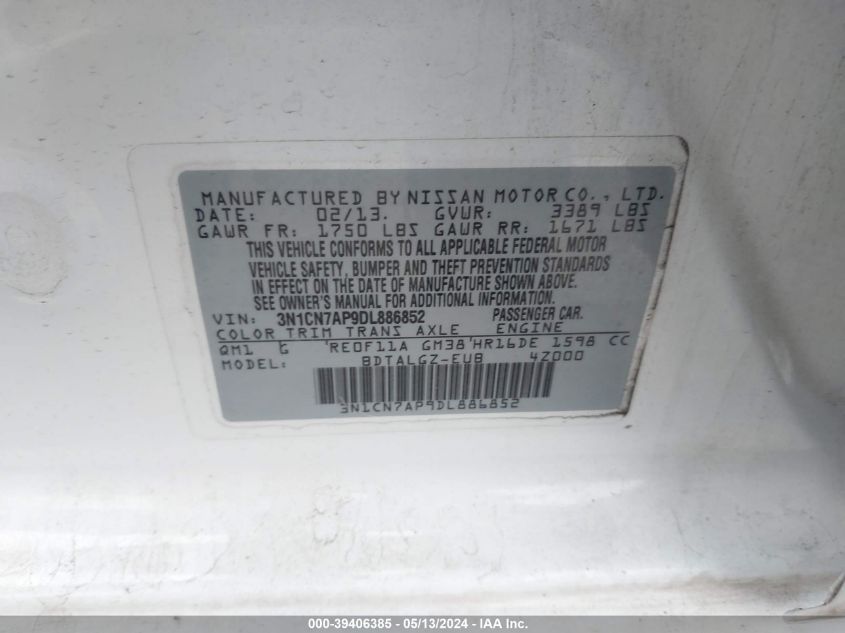 MANUFACTURED BY NISSAN MOTOR CO., LTD.
DATE: 02/13. GVWR: 3389 LBS
GAWR FR: 1750 LBS GAWR RR: 1671 LBS
THIS VEHICLE CONFORMS TO ALL APPLICABLE FEDERAL MOTOR
VEHICLE SAFETY, BUMPER AND THEFT PREVENTION STANDARDS
IN EFFECT ON THE DATE OF MANUFACTURE SHOWN ABOVE.
SEE OWNER'S MANUAL FOR ADDITIONAL INFORMATION.
VIN: 3N1CN7AP9DL886852 PASSENGER CAR.
COLOR TRIM TRANS AXLE ENGINE
QM1 G RE0F11A GM38 HR16DE 1598 CC
MODEL: BDTALGZ-EUB 4Z000
3N1CN7AP9DL886852
000-39406385 - 05/13/2024 - IAA Inc.